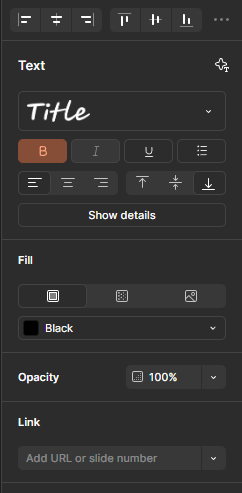 Text
Title
B I U
Show details
Fill
Black
Opacity
100%
Link
Add URL or slide number